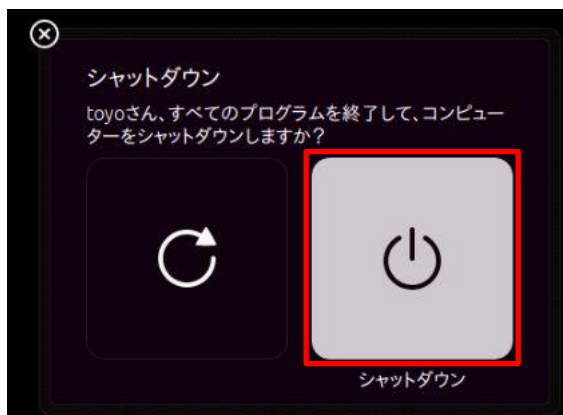 シャットダウン
toyoさん、すべてのプログラムを終了して、コンピュー
ターをシャットダウンしますか？
シャットダウン